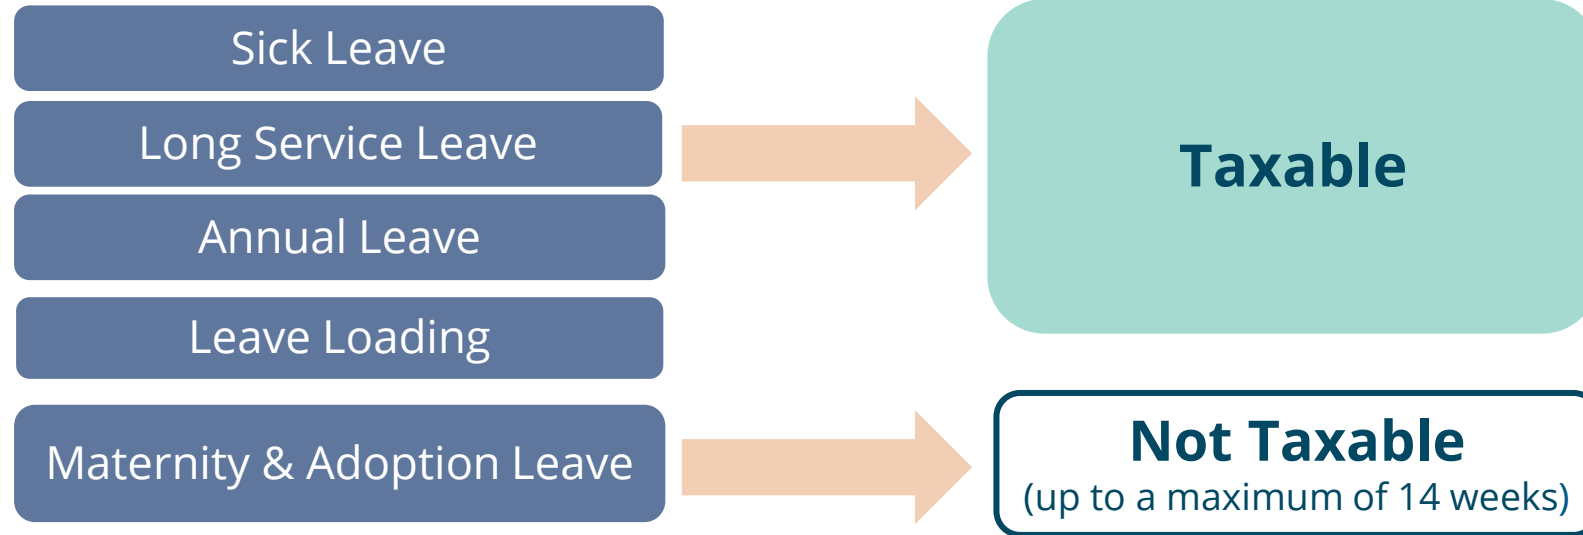 Sick Leave
Long Service Leave
Annual Leave
Leave Loading
Taxable
Maternity & Adoption Leave
Not Taxable
(up to a maximum of 14 weeks)